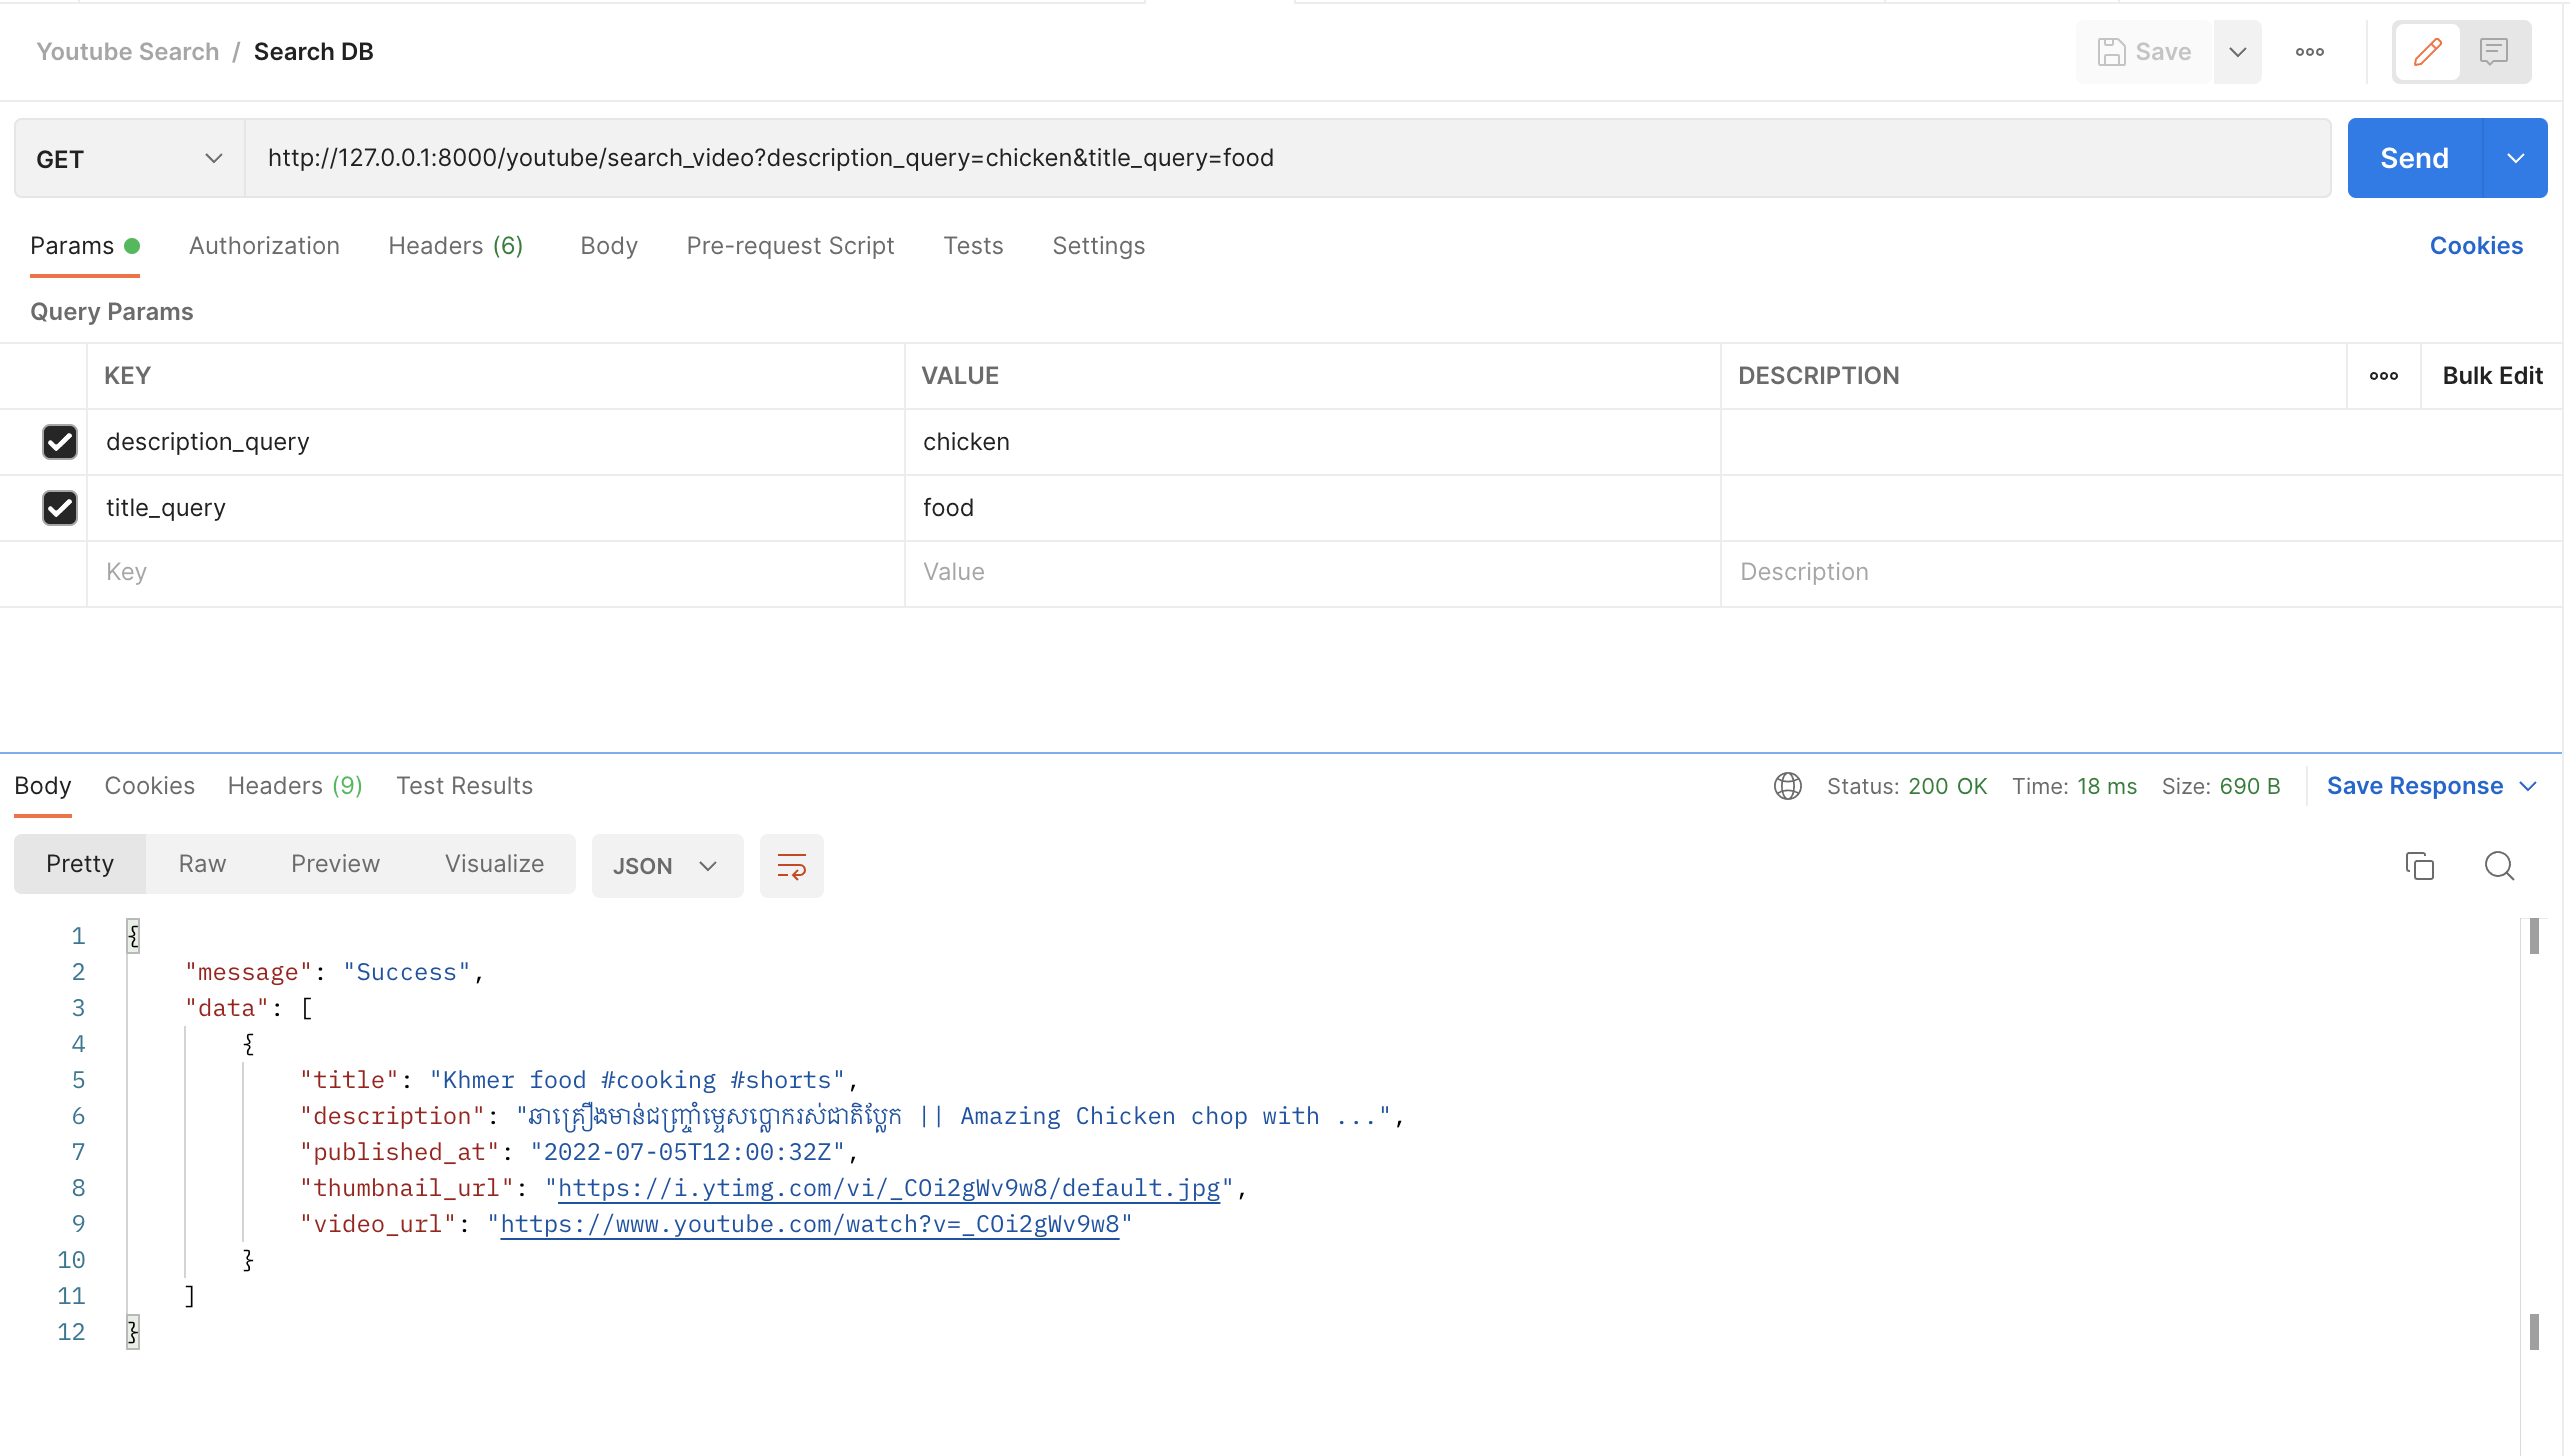 Youtube Search / Search DB
Save
GET http://127.0.0.1:8000/youtube/search_video?description_query=chicken&title_query=food Send
Params Authorization Headers (6) Body Pre-request Script Tests Settings Cookies
Query Params
KEY VALUE DESCRIPTION Bulk Edit
description_query chicken
title_query food
Key Value Description
Body Cookies Headers (9) Test Results Status: 200 OK Time: 18 ms Size: 690 B Save Response
Pretty Raw Preview Visualize JSON
1 {
2 "message": "Success",
3 "data": [
4 {
5 "title": "Khmer food #cooking #shorts",
6 "description": "ឆាគ្រឿងមាន់ជញ្ជ្រាំម្ទេសប្លោករស់ជាតិប្លែក || Amazing Chicken chop with ...",
7 "published_at": "2022-07-05T12:00:32Z",
8 "thumbnail_url": "https://i.ytimg.com/vi/_COi2gWv9w8/default.jpg",
9 "video_url": "https://www.youtube.com/watch?v=_COi2gWv9w8"
10 }
11 ]
12 }